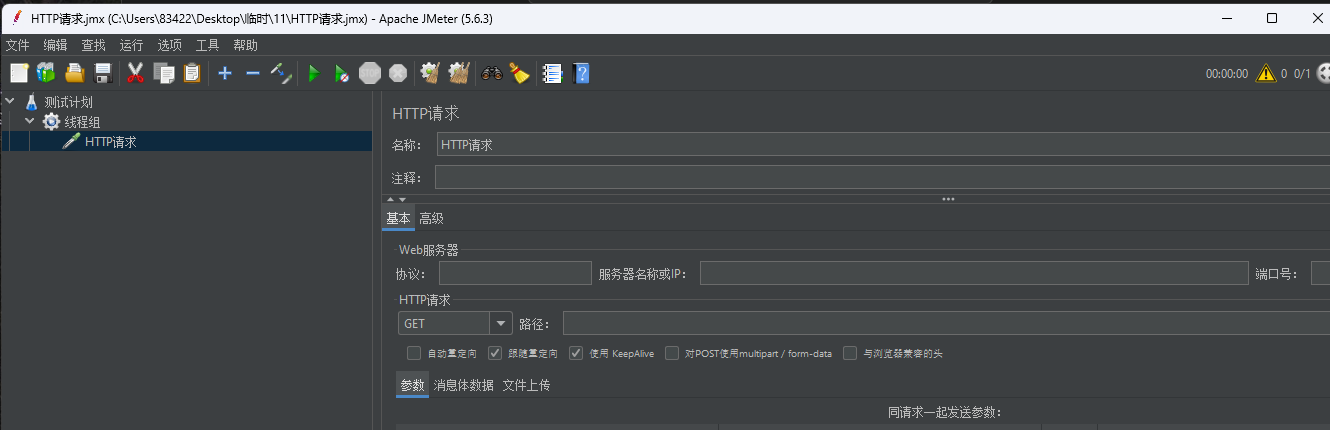 HTTP请求.jmx (C:\Users\83422\Desktop\临时\11\HTTP请求.jmx) - Apache JMeter (5.6.3)
文件 编辑 查找 运行 选项 工具 帮助
STOP 00:00:00 0 0/1
测试计划
线程组
HTTP请求
HTTP请求
名称： HTTP请求
注释：
基本 高级
Web服务器
协议： 服务器名称或IP： 端口号：
HTTP请求
GET 路径：
自动重定向 跟随重定向 使用 KeepAlive 对POST使用multipart / form-data 与浏览器兼容的头
参数 消息体数据 文件上传
同请求一起发送参数：